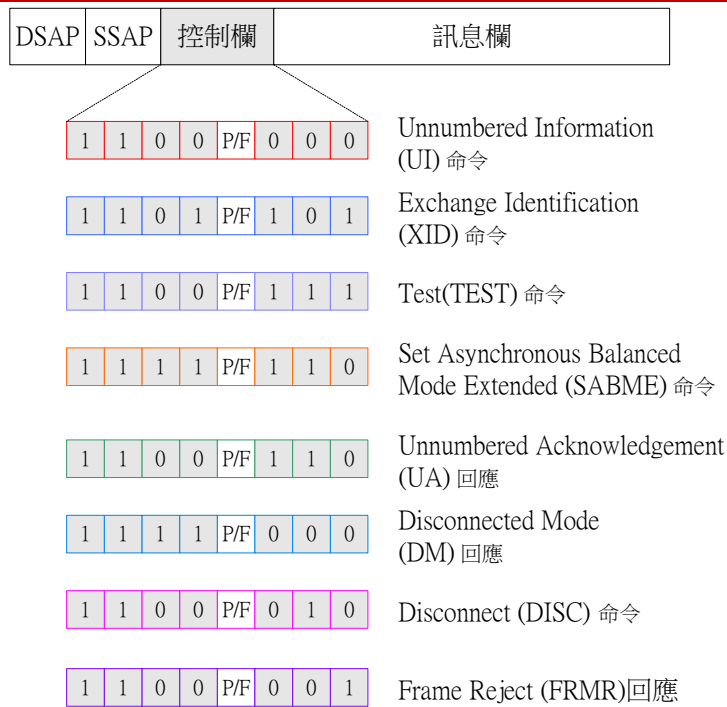 DSAP SSAP 控制欄 訊息欄
1 1 0 0 P/F 0 0 0 Unnumbered Information
(UI) 命令
1 1 0 1 P/F 1 0 1 Exchange Identification
(XID) 命令
1 1 0 0 P/F 1 1 1 Test(TEST) 命令
1 1 1 1 P/F 1 1 0 Set Asynchronous Balanced
Mode Extended (SABME) 命令
1 1 0 0 P/F 1 1 0 Unnumbered Acknowledgement
(UA) 回應
1 1 1 1 P/F 0 0 0 Disconnected Mode
(DM) 回應
1 1 0 0 P/F 0 1 0 Disconnect (DISC) 命令
1 1 0 0 P/F 0 0 1 Frame Reject (FRMR)回應